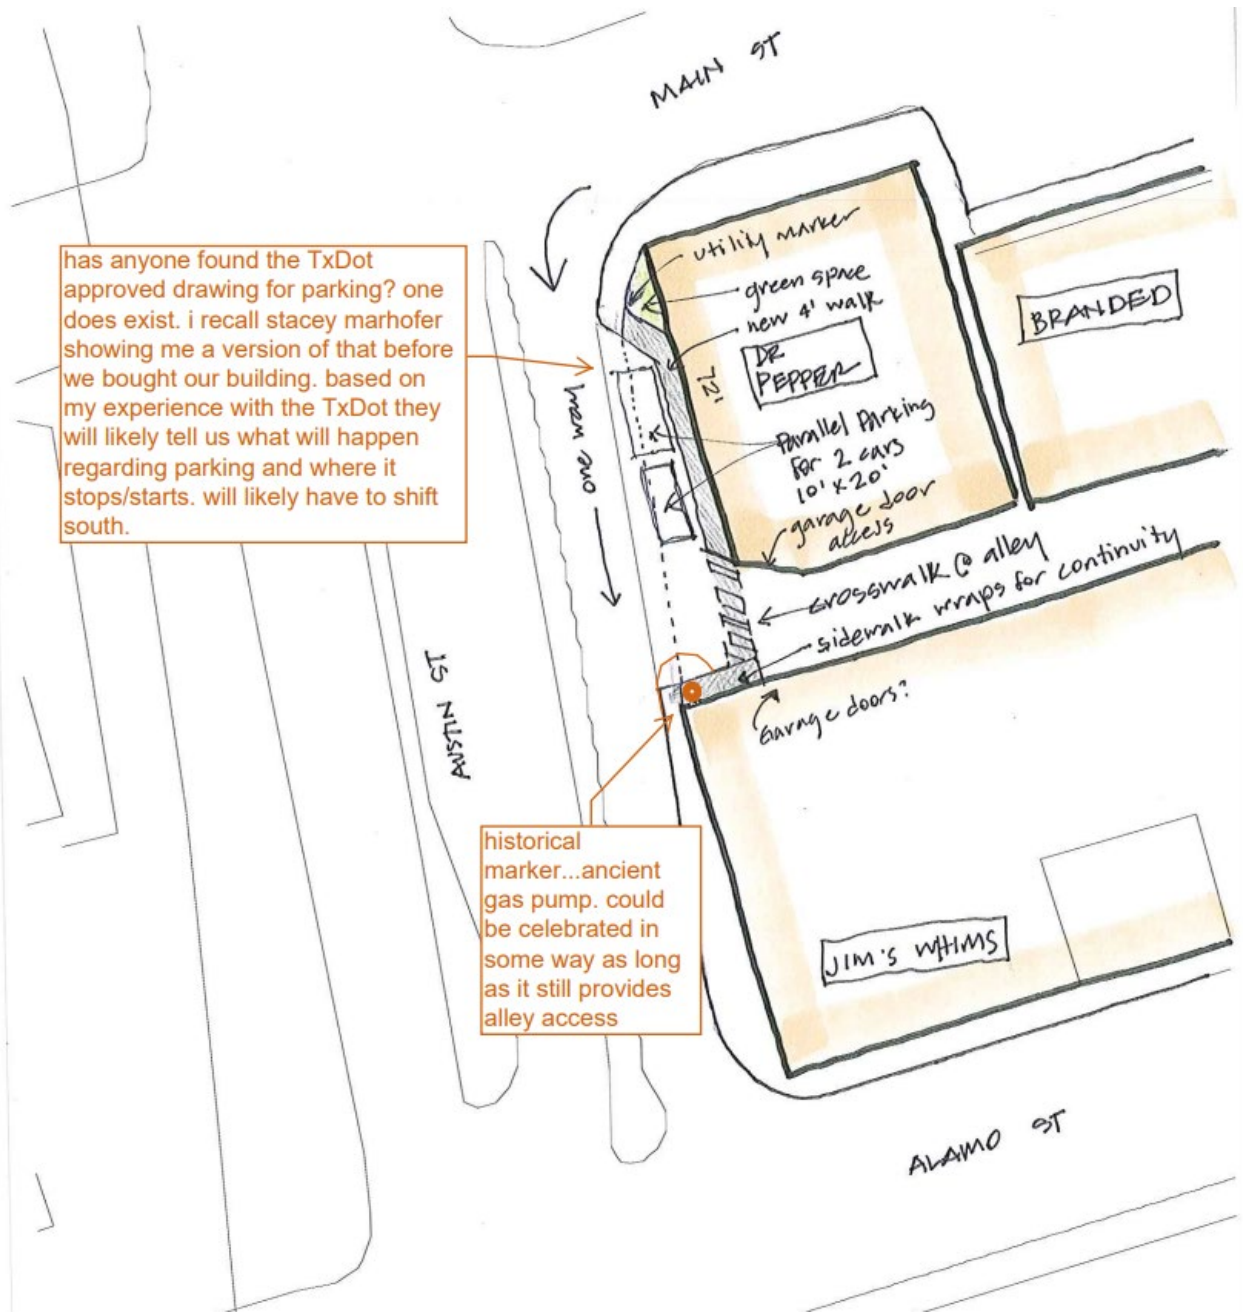 MAIN ST
utility marker
green space
new 4' walk
DR
PEPPER
72'
BRANDED
Parallel Parking
for 2 cars
10' x 20'
garage door
access
one way
crosswalk @ alley
sidewalk wraps for continuity
Garage doors?
AUSTIN ST
JIM'S WHIMS
ALAMO ST
has anyone found the TxDot
approved drawing for parking? one
does exist. i recall stacey marhofer
showing me a version of that before
we bought our building. based on
my experience with the TxDot they
will likely tell us what will happen
regarding parking and where it
stops/starts. will likely have to shift
south.
historical
marker...ancient
gas pump. could
be celebrated in
some way as long
as it still provides
alley access